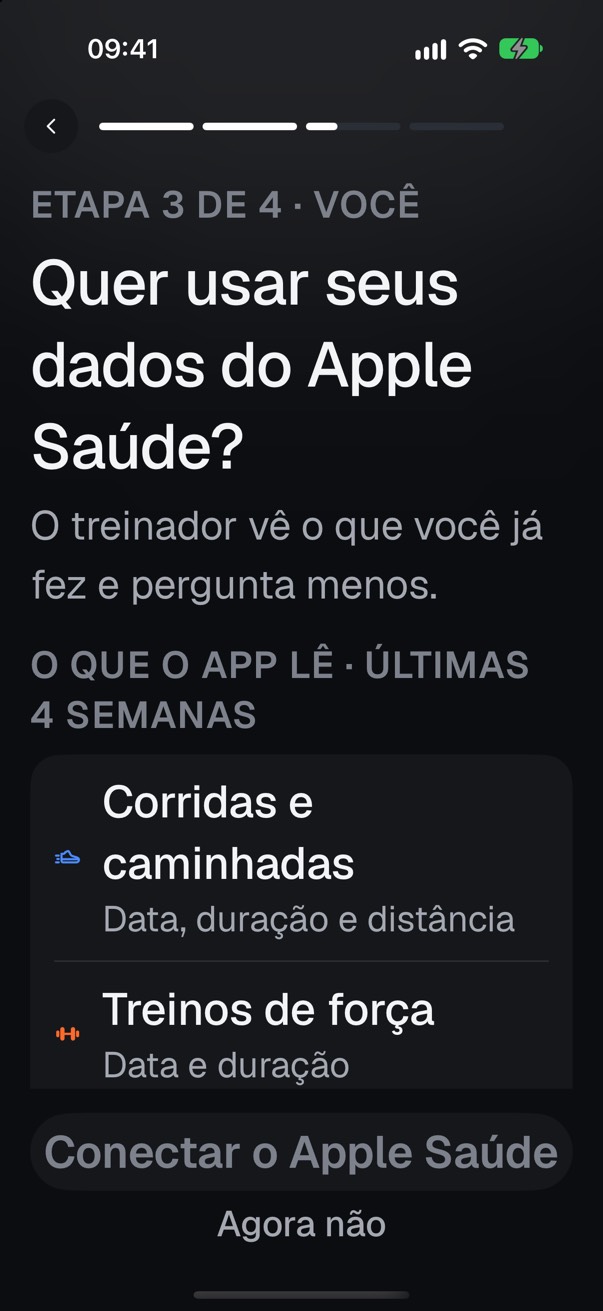 09:41
ETAPA 3 DE 4 · VOCÊ
Quer usar seus
dados do Apple
Saúde?
O treinador vê o que você já
fez e pergunta menos.
O QUE O APP LÊ · ÚLTIMAS
4 SEMANAS
Corridas e
caminhadas
Data, duração e distância
Treinos de força
Data e duração
Conectar o Apple Saúde
Agora não